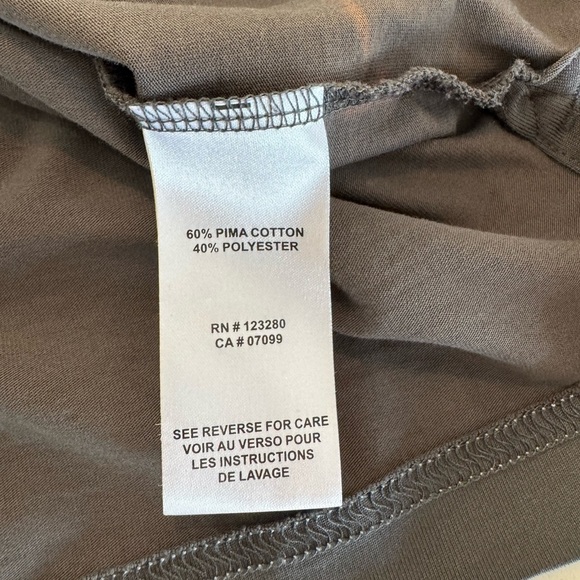 60% PIMA COTTON
40% POLYESTER
RN # 123280
CA # 07099
SEE REVERSE FOR CARE
VOIR AU VERSO POUR
LES INSTRUCTIONS
DE LAVAGE